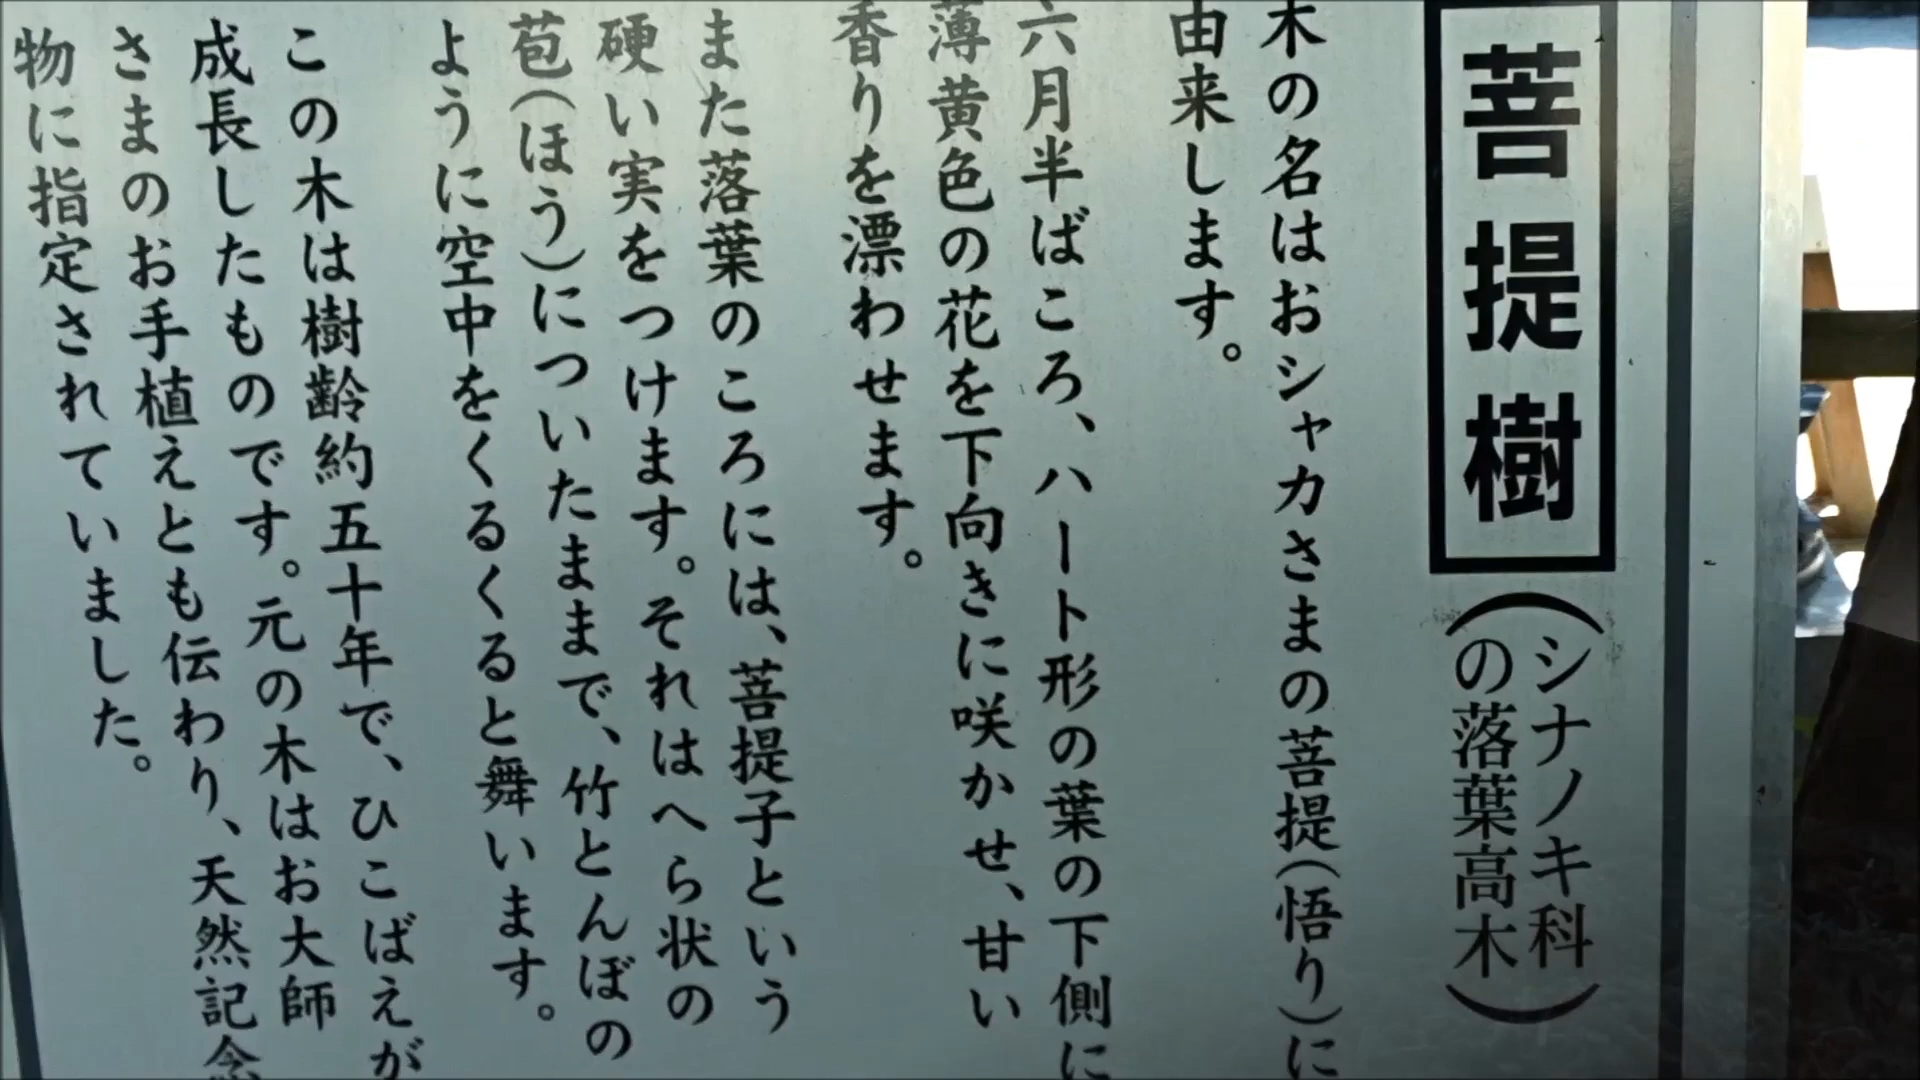 菩提樹
(シナノキ科
の落葉高木)
木の名はおシャカさまの菩提(悟り)に
由来します。
六月半ばころ、ハート形の葉の下側に
薄黄色の花を下向きに咲かせ、甘い
香りを漂わせます。
また落葉のころには、菩提子という
硬い実をつけます。それはへら状の
苞(ほう)についたままで、竹とんぼの
ように空中をくるくると舞います。
この木は樹齢約五十年で、ひこばえが
成長したものです。元の木はお大師
さまのお手植えとも伝わり、天然記念
物に指定されていました。